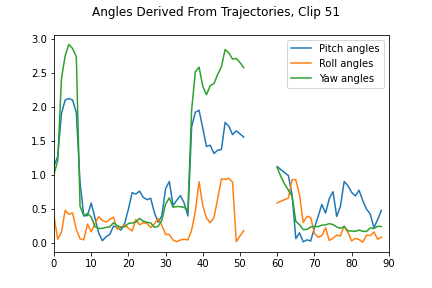 Angles Derived From Trajectories, Clip 51
Pitch angles
Roll angles
Yaw angles
3.0
2.5
2.0
1.5
1.0
0.5
0.0
0 10 20 30 40 50 60 70 80 90